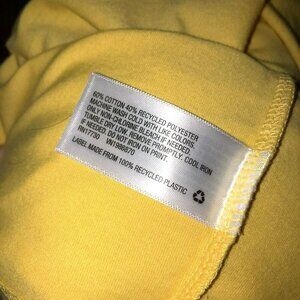 60% COTTON 40% RECYCLED POLYESTER
MACHINE WASH COLD WITH LIKE COLORS.
ONLY NON-CHLORINE BLEACH IF NEEDED.
TUMBLE DRY LOW. REMOVE PROMPTLY. COOL IRON
IF NEEDED. DO NOT IRON ON PRINT.
RN17730 VN1988870
LABEL MADE FROM 100% RECYCLED PLASTIC